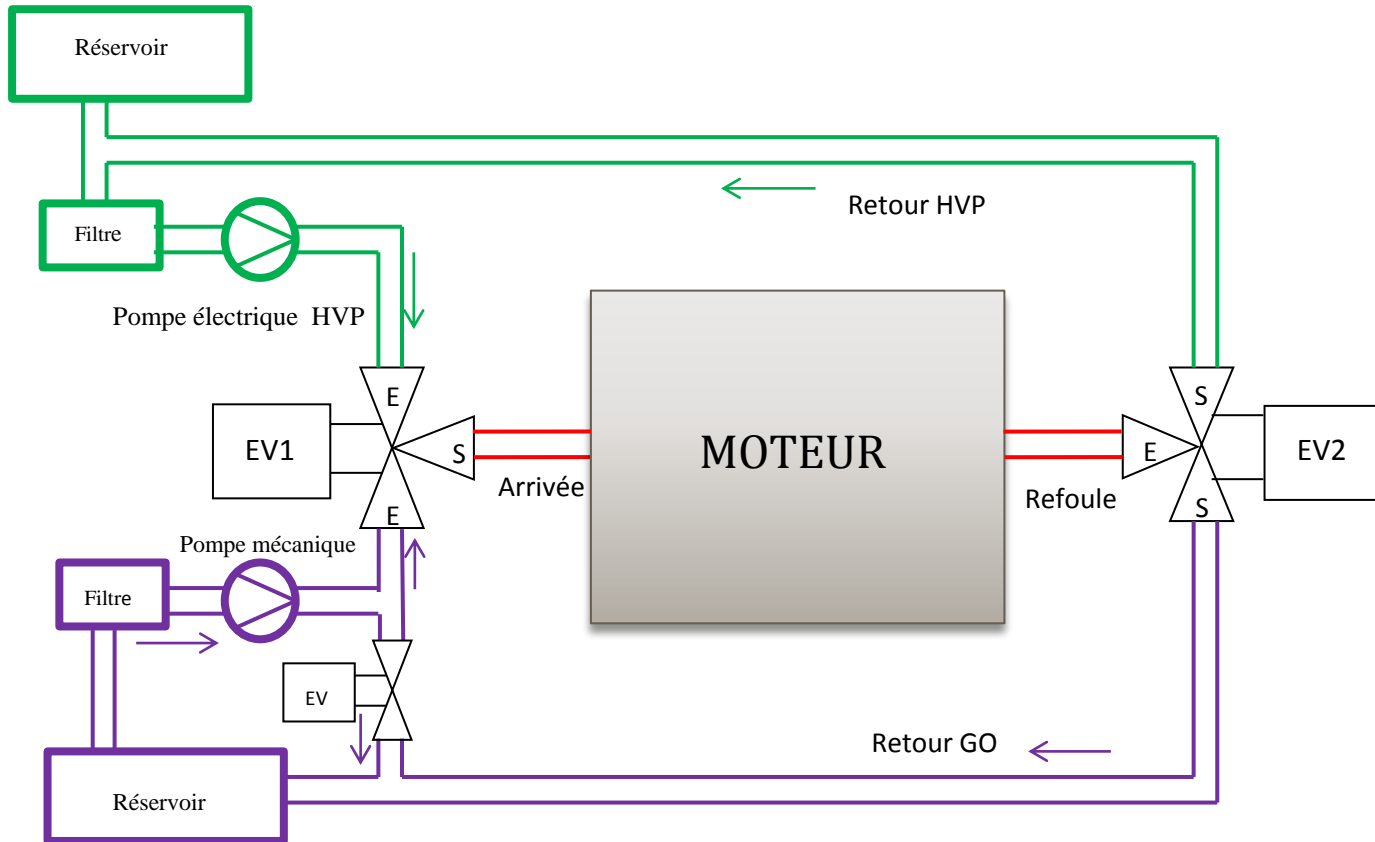 Réservoir
Retour HVP
Filtre
Pompe électrique HVP
E
EV1
S
Arrivée
E
MOTEUR
Refoule
S
E
EV2
S
Pompe mécanique
Filtre
EV
Retour GO
Réservoir